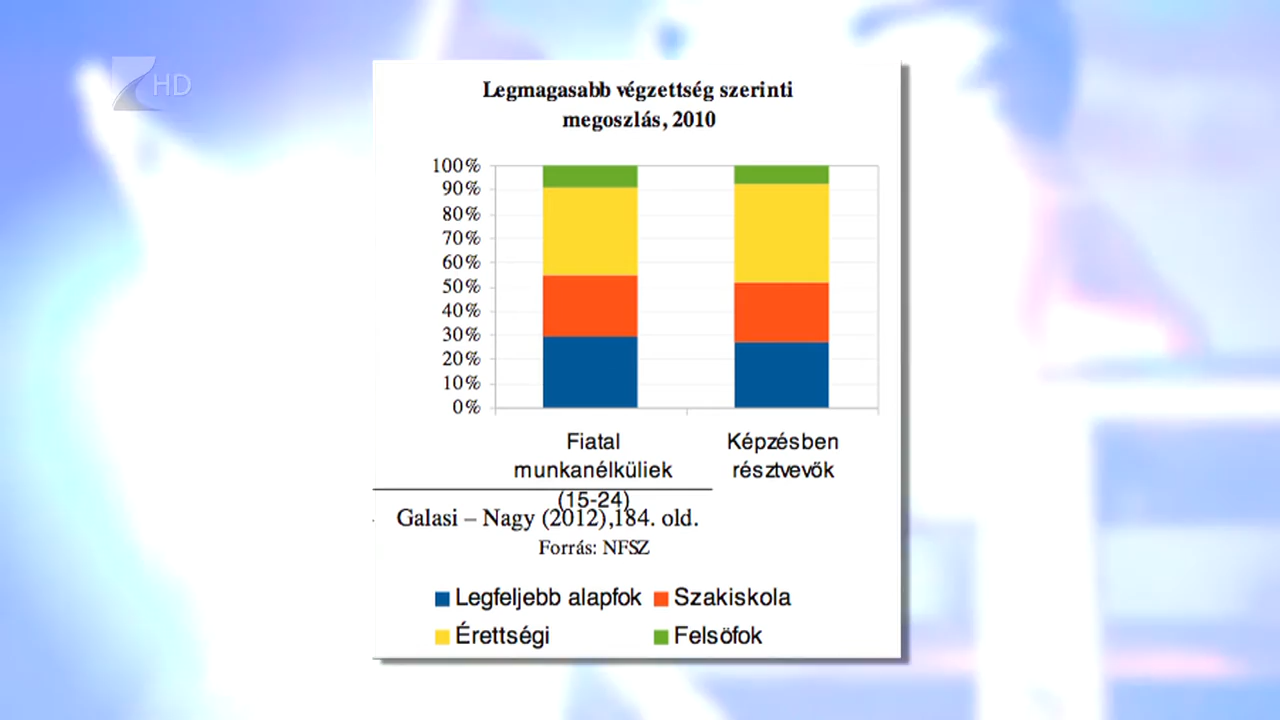 HD
Legmagasabb végzettség szerinti
megoszlás, 2010
100%
90%
80%
70%
60%
50%
40%
30%
20%
10%
0%
Fiatal
munkanélküliek
(15-24)
Képzésben
résztvevők
Galasi – Nagy (2012),184. old.
Forrás: NFSZ
Legfeljebb alapfok
Szakiskola
Érettségi
Felsöfok